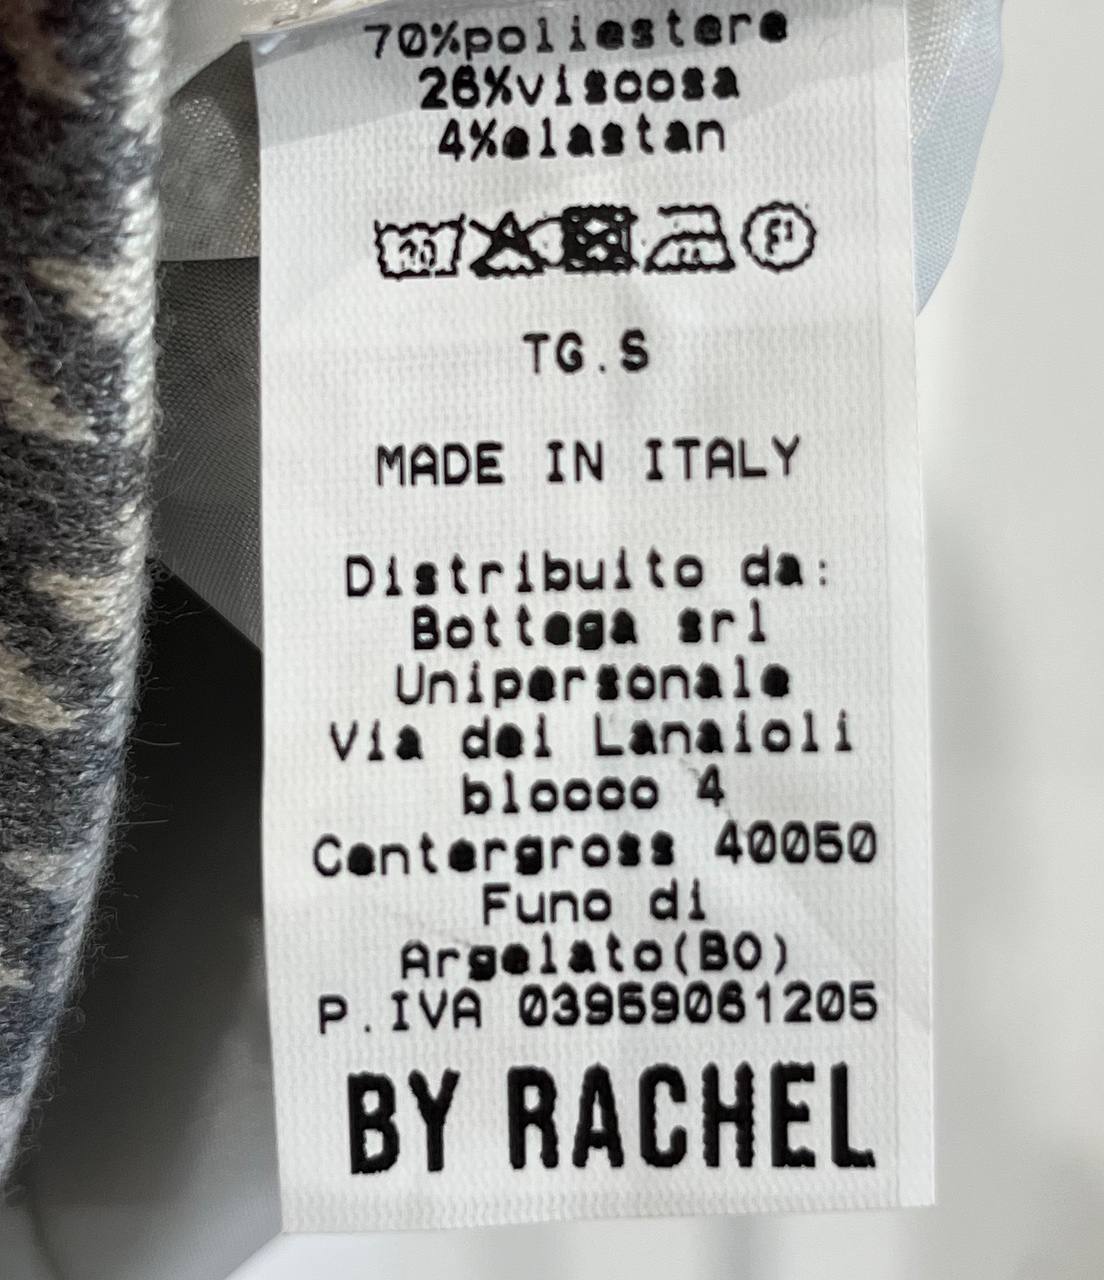 70%poliestere
26%viscosa
4%elastan
30
TG.S
MADE IN ITALY
Distribuito da:
Bottega srl
Unipersonale
Via dei Lanaioli
blocco 4
Centergross 40050
Funo di
Argelato(BO)
P.IVA 03959061205
BY RACHEL